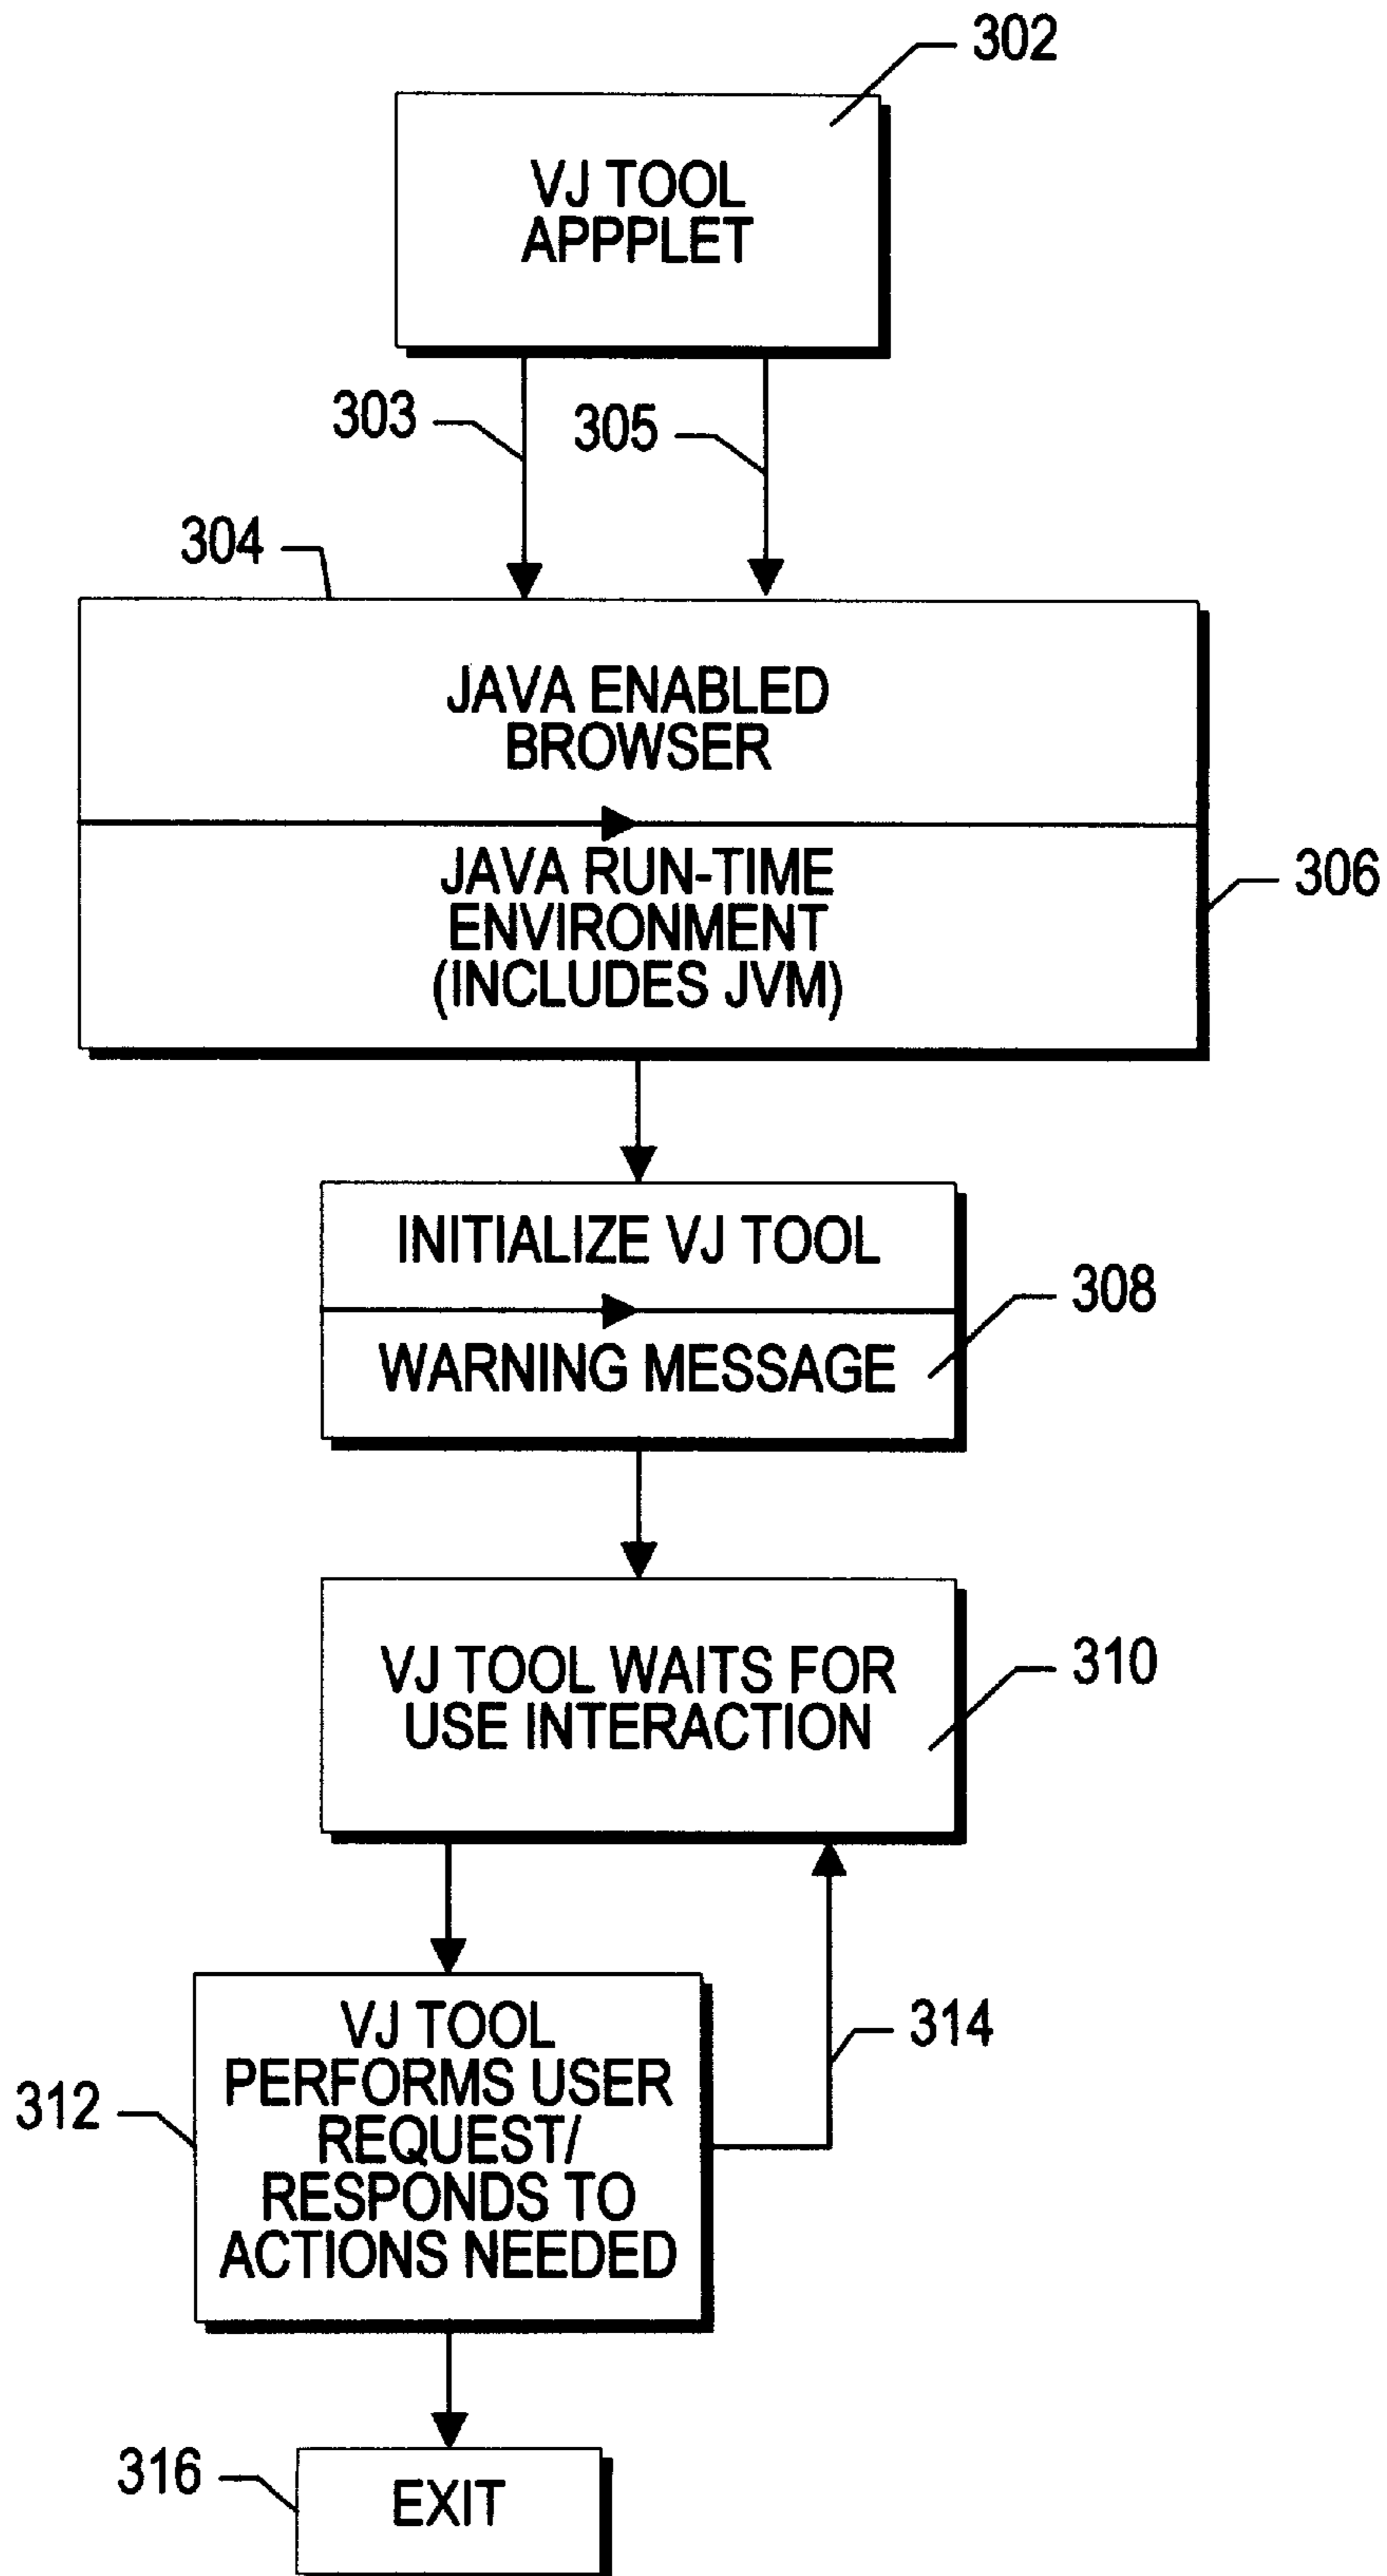 302
VJ TOOL
APPPLET
303
305
304
JAVA ENABLED
BROWSER
JAVA RUN-TIME
ENVIRONMENT
(INCLUDES JVM)
306
INITIALIZE VJ TOOL
308
WARNING MESSAGE
VJ TOOL WAITS FOR
USE INTERACTION
310
VJ TOOL
PERFORMS USER
REQUEST/
RESPONDS TO
ACTIONS NEEDED
312
314
316
EXIT